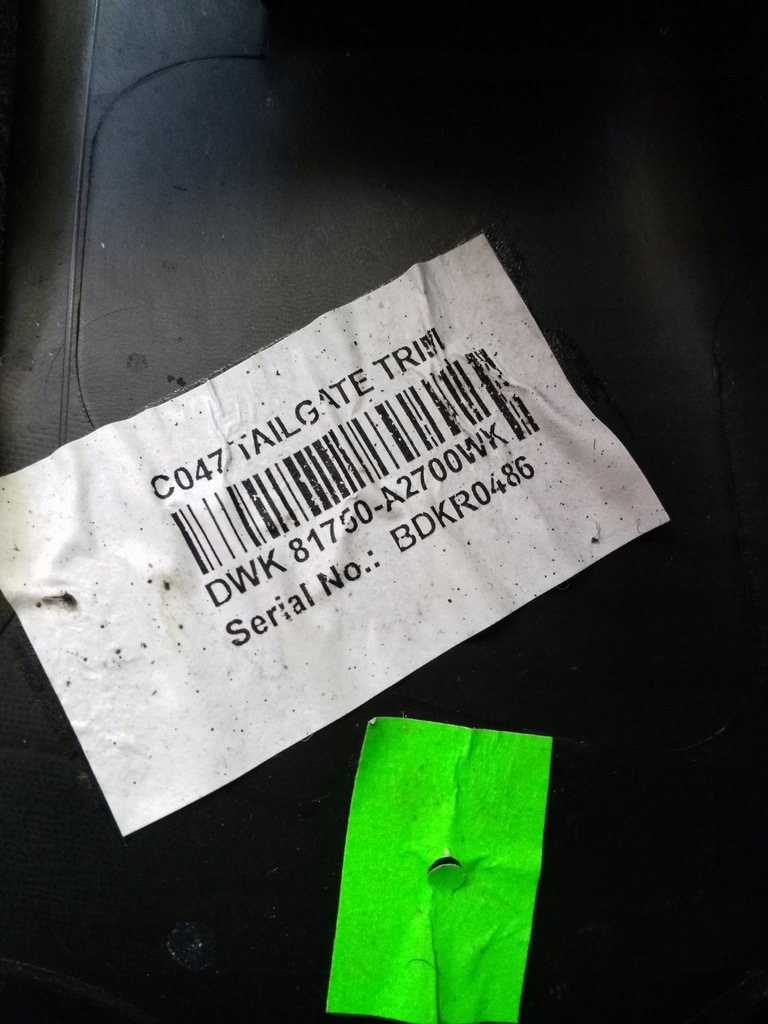 C047 TAILGATE TRIM
DWK 81750-A2700WK
Serial No.: BDKR0486